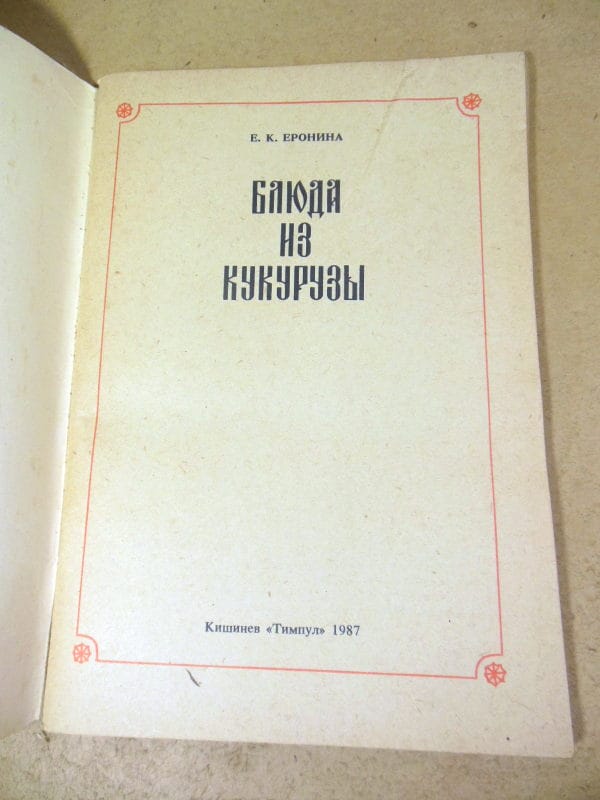 Е. К. ЕРОНИНА
БЛЮДА
ИЗ
КУКУРУЗЫ
Кишинев «Тимпул» 1987